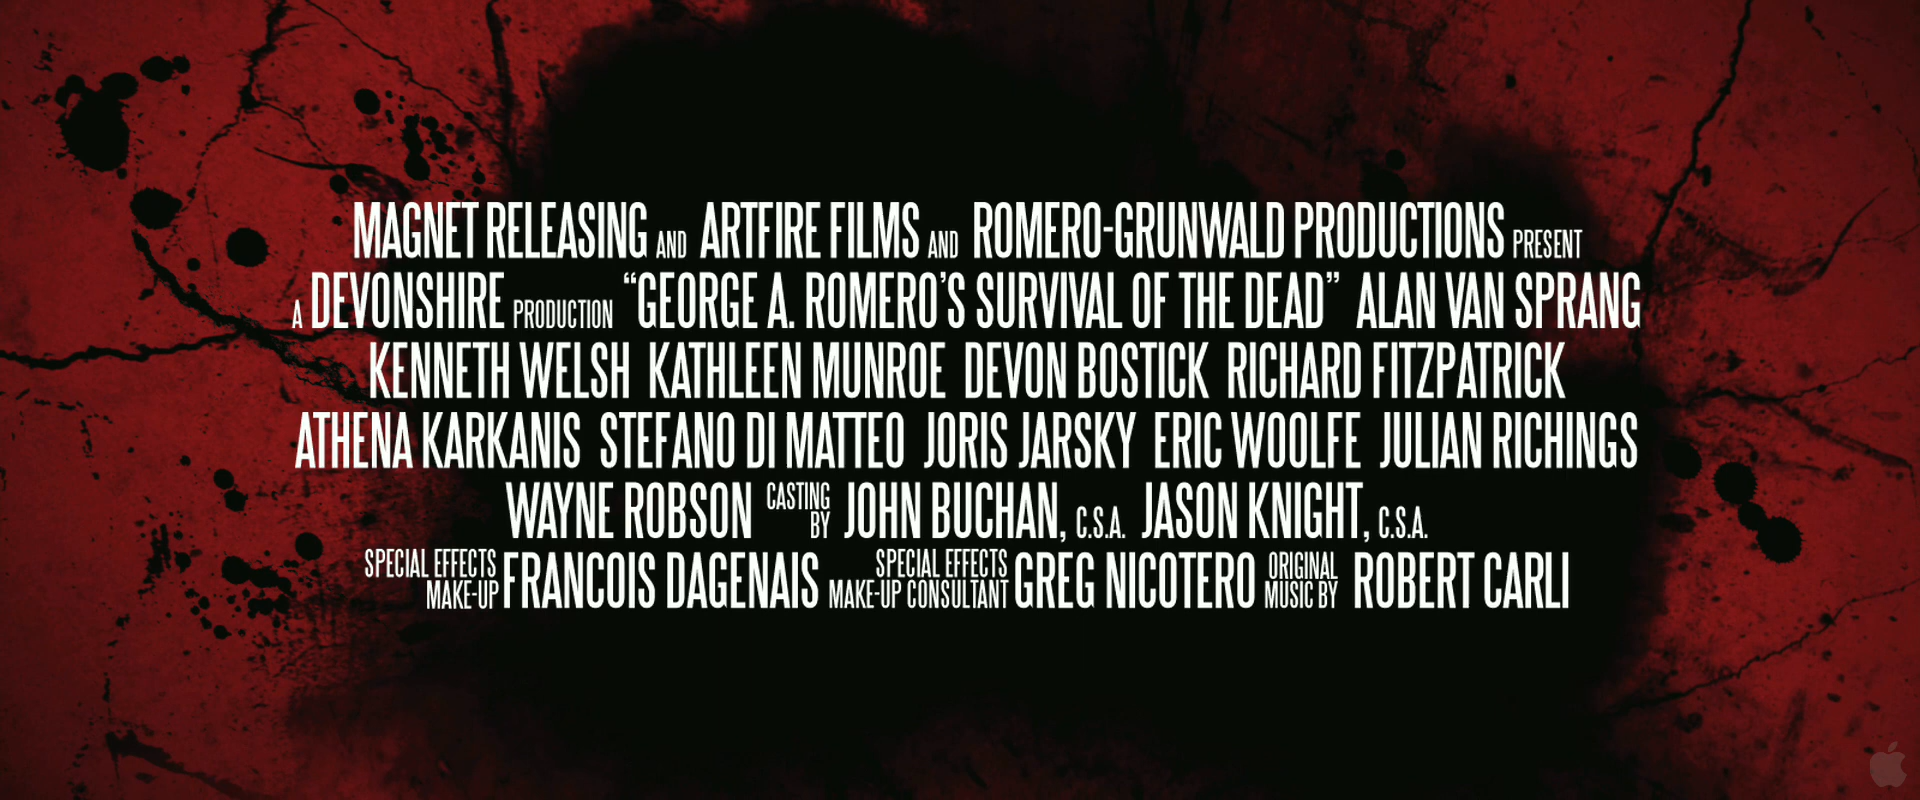 MAGNET RELEASING AND ARTFIRE FILMS AND ROMERO-GRUNWALD PRODUCTIONS PRESENT
A DEVONSHIRE PRODUCTION “GEORGE A. ROMERO’S SURVIVAL OF THE DEAD” ALAN VAN SPRANG
KENNETH WELSH KATHLEEN MUNROE DEVON BOSTICK RICHARD FITZPATRICK
ATHENA KARKANIS STEFANO DI MATTEO JORIS JARSKY ERIC WOOLFE JULIAN RICHINGS
WAYNE ROBSON CASTING BY JOHN BUCHAN, C.S.A. JASON KNIGHT, C.S.A.
SPECIAL EFFECTS MAKE-UP FRANCOIS DAGENAIS SPECIAL EFFECTS MAKE-UP CONSULTANT GREG NICOTERO ORIGINAL MUSIC BY ROBERT CARLI